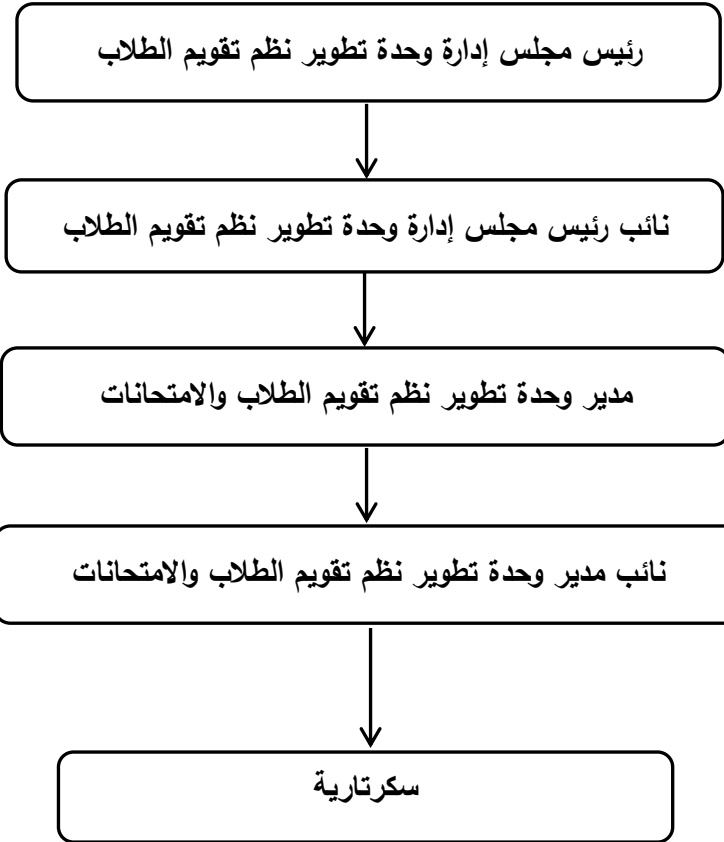 رئيس مجلس إدارة وحدة تطوير نظم تقويم الطلاب
نائب رئيس مجلس إدارة وحدة تطوير نظم تقويم الطلاب
مدير وحدة تطوير نظم تقويم الطلاب والامتحانات
نائب مدير وحدة تطوير نظم تقويم الطلاب والامتحانات
سكرتارية